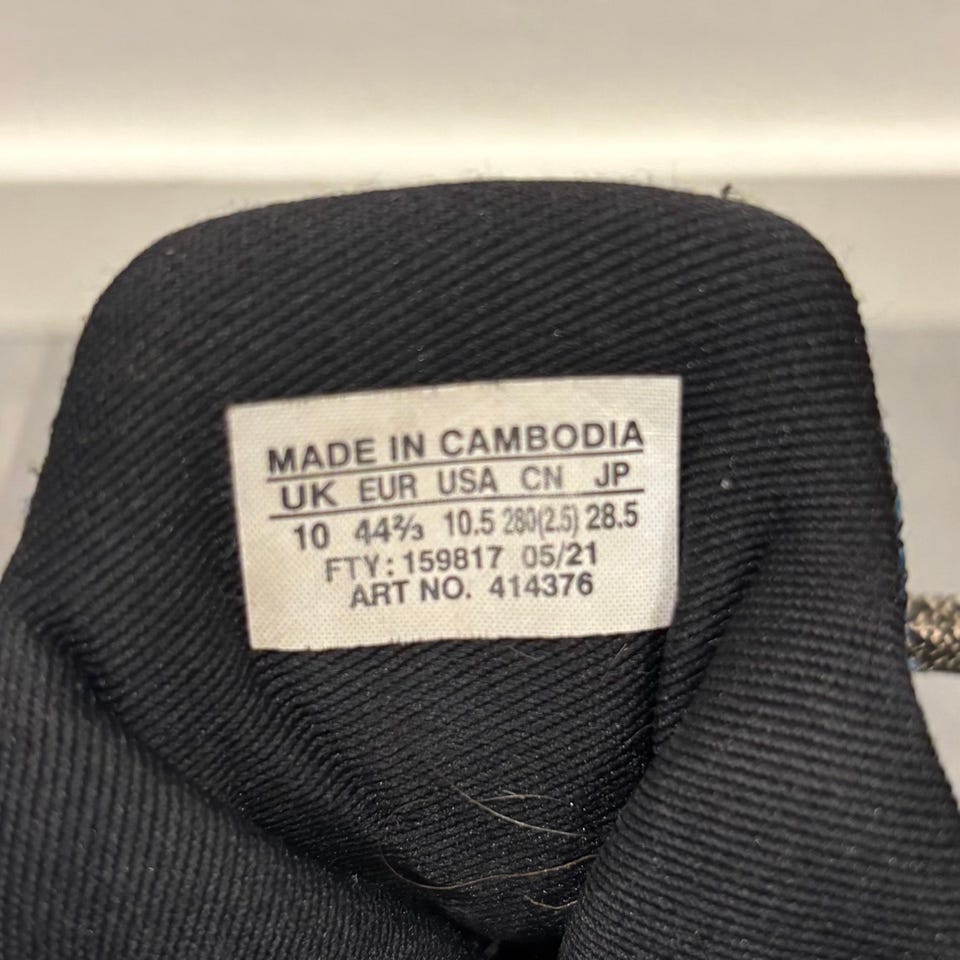 MADE IN CAMBODIA
UK EUR USA CN JP
10 44⅔ 10.5 280(2.5) 28.5
FTY: 159817 05/21
ART NO. 414376